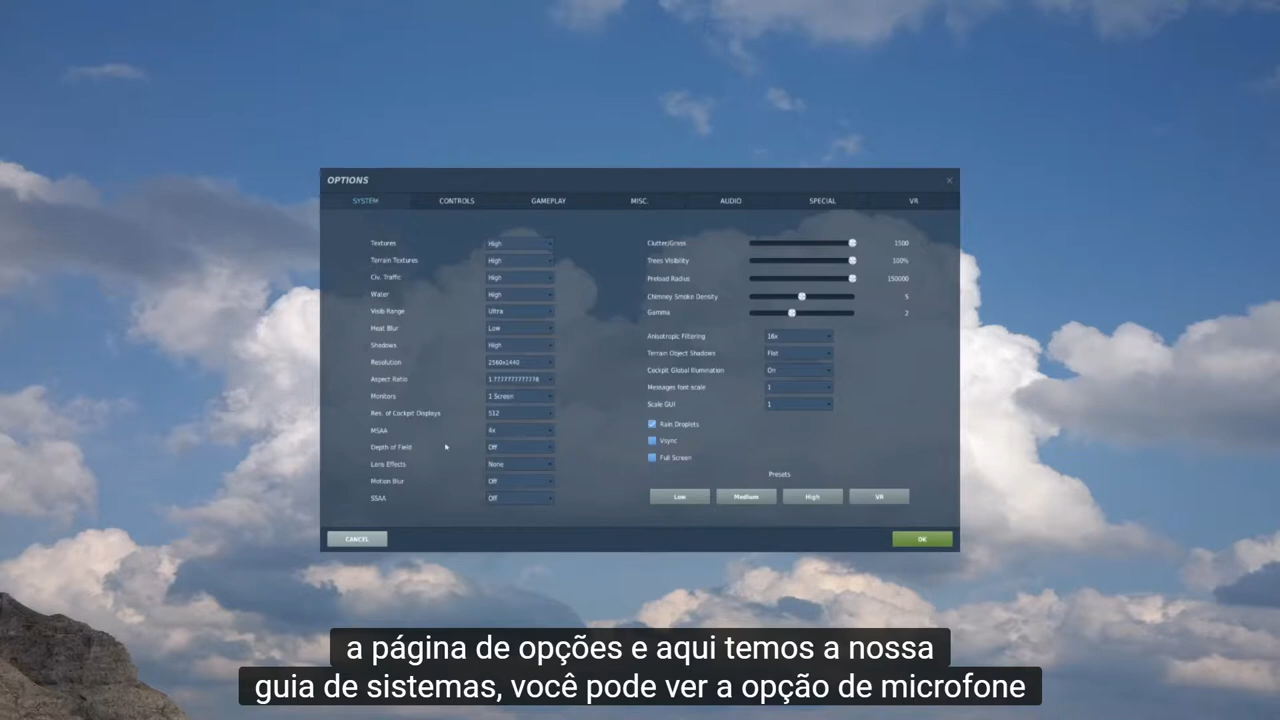 OPTIONS
SYSTEM CONTROLS GAMEPLAY MISC. AUDIO SPECIAL VR
Textures High
Terrain Textures High
Civ. Traffic High
Water High
Visib Range Ultra
Heat Blur Low
Shadows High
Resolution 2560x1440
Aspect Ratio 1.7777777777778
Monitors 1 Screen
Res. of Cockpit Displays 512
MSAA 4x
Depth of Field Off
Lens Effects None
Motion Blur Off
SSAA Off
Clutter/Grass 1500
Trees Visibility 100%
Preload Radius 150000
Chimney Smoke Density 5
Gamma 2
Anisotropic Filtering 16x
Terrain Object Shadows Flat
Cockpit Global Illumination On
Messages font scale 1
Scale GUI 1
Rain Droplets
Vsync
Full Screen
Presets
Low Medium High VR
CANCEL OK
a página de opções e aqui temos a nossa
guia de sistemas, você pode ver a opção de microfone